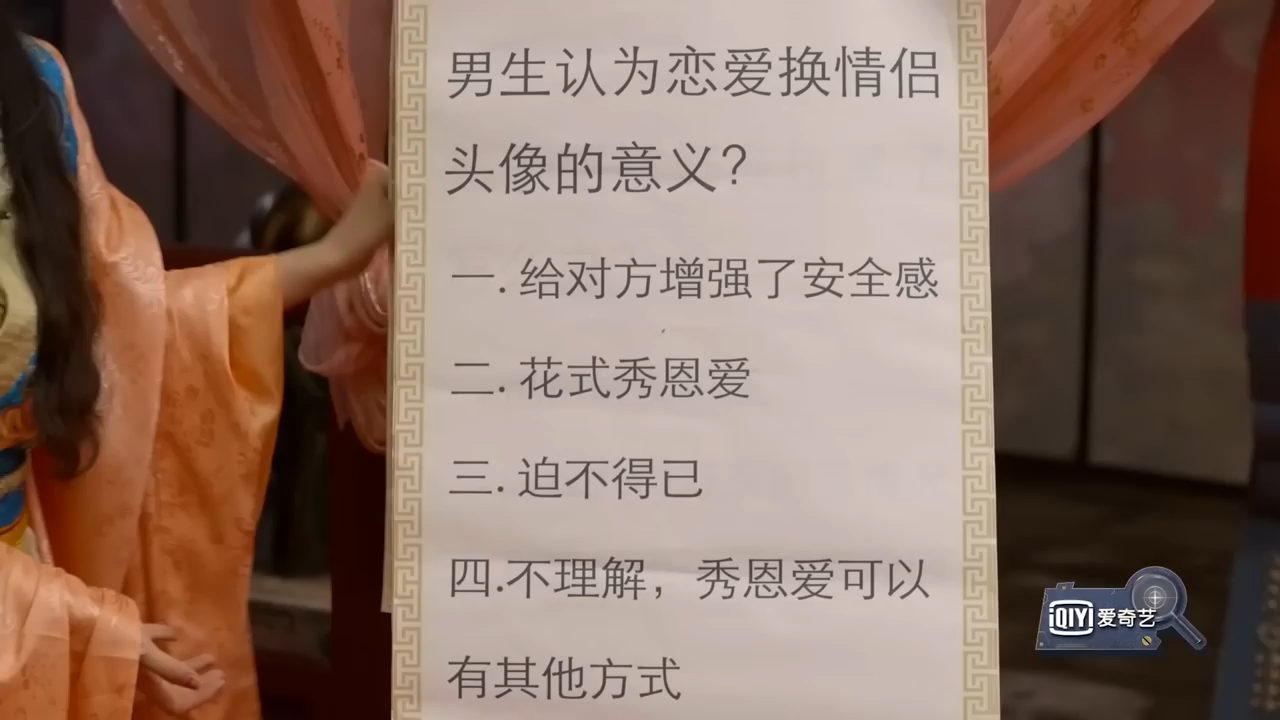 男生认为恋爱换情侣
头像的意义?
一.给对方增强了安全感
二.花式秀恩爱
三.迫不得已
四.不理解，秀恩爱可以
有其他方式
iQIYI 爱奇艺